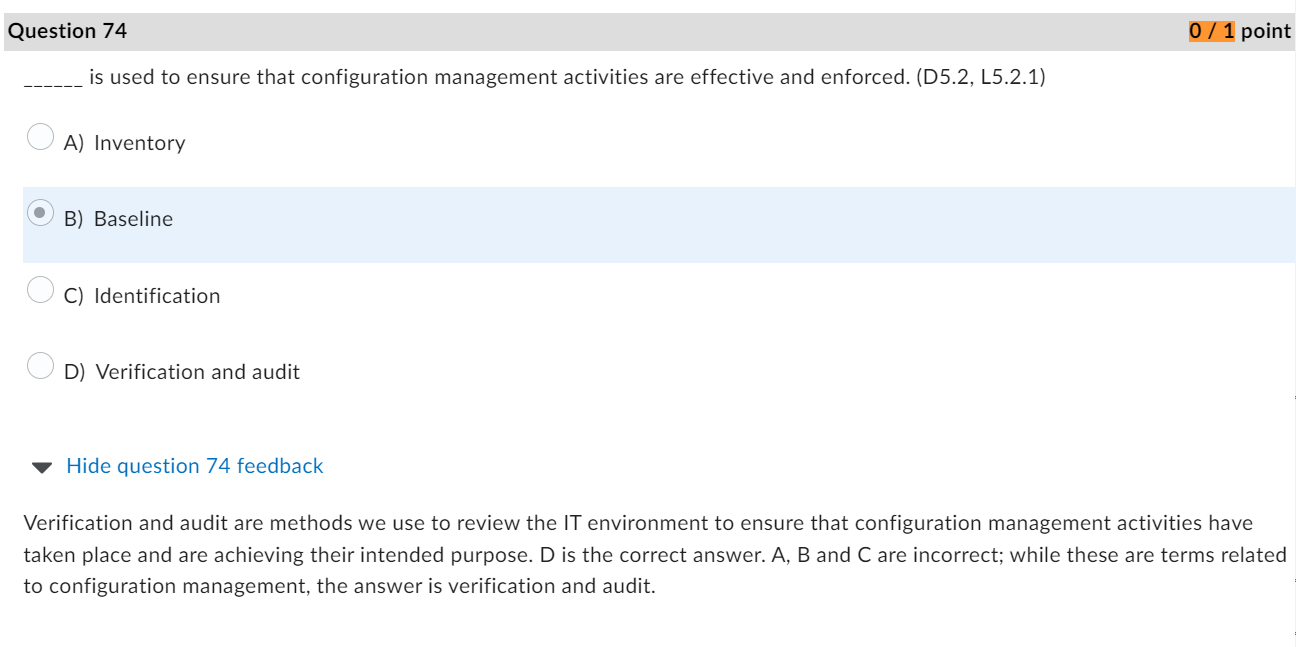 Question 74
0 / 1 point
______ is used to ensure that configuration management activities are effective and enforced. (D5.2, L5.2.1)
A) Inventory
B) Baseline
C) Identification
D) Verification and audit
Hide question 74 feedback
Verification and audit are methods we use to review the IT environment to ensure that configuration management activities have
taken place and are achieving their intended purpose. D is the correct answer. A, B and C are incorrect; while these are terms related
to configuration management, the answer is verification and audit.